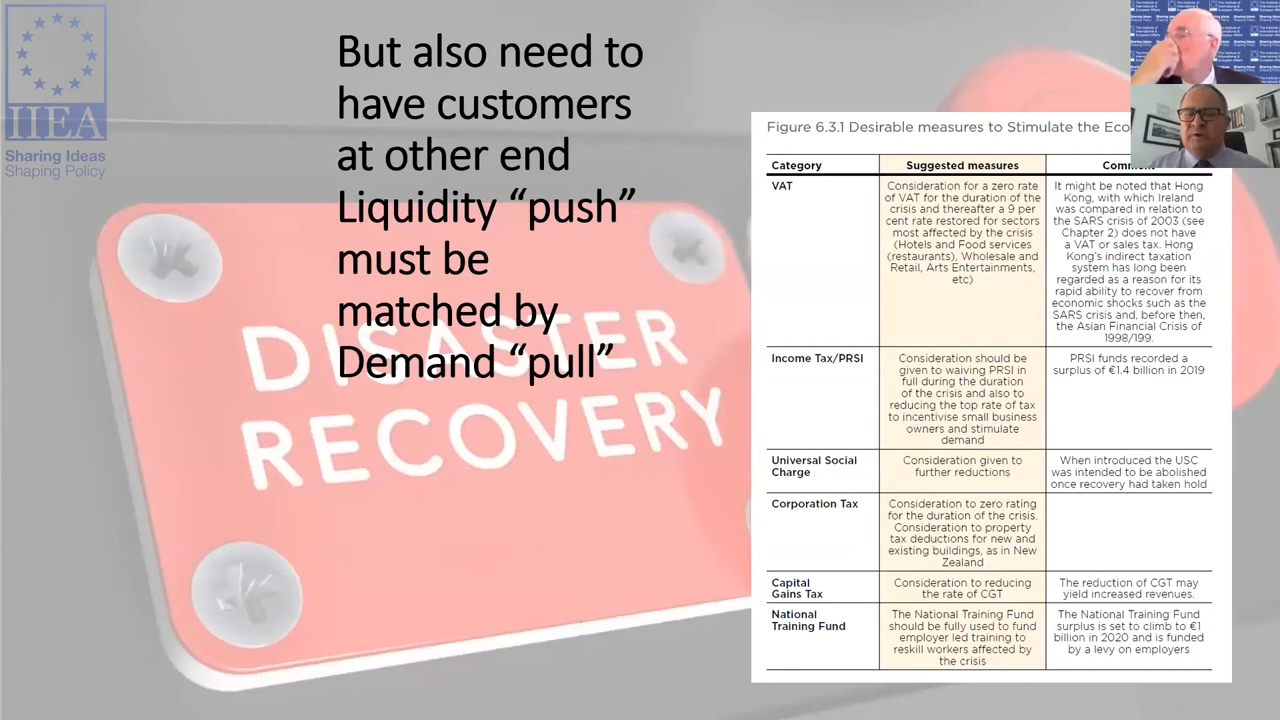 IIEA
Sharing Ideas
Shaping Policy
But also need to
have customers
at other end
Liquidity “push”
must be
matched by
Demand “pull”
DISASTER
RECOVERY
Figure 6.3.1 Desirable measures to Stimulate the Eco
Category
Suggested measures
VAT
Consideration for a zero rate
of VAT for the duration of the
crisis and thereafter a 9 per
cent rate restored for sectors
most affected by the crisis
(Hotels and Food services
(restaurants), Wholesale and
Retail, Arts Entertainments,
etc)
It might be noted that Hong
Kong, with which Ireland
was compared in relation to
the SARS crisis of 2003 (see
Chapter 2) does not have
a VAT or sales tax. Hong
Kong's indirect taxation
system has long been
regarded as a reason for its
rapid ability to recover from
economic shocks such as the
SARS crisis and, before then,
the Asian Financial Crisis of
1998/199.
Income Tax/PRSI
Consideration should be
given to waiving PRSI in
full during the duration
of the crisis and also to
reducing the top rate of tax
to incentivise small business
owners and stimulate
demand
PRSI funds recorded a
surplus of €1.4 billion in 2019
Universal Social
Charge
Consideration given to
further reductions
When introduced the USC
was intended to be abolished
once recovery had taken hold
Corporation Tax
Consideration to zero rating
for the duration of the crisis.
Consideration to property
tax deductions for new and
existing buildings, as in New
Zealand
Capital
Gains Tax
Consideration to reducing
the rate of CGT
The reduction of CGT may
yield increased revenues.
National
Training Fund
The National Training Fund
should be fully used to fund
employer led training to
reskill workers affected by
the crisis
The National Training Fund
surplus is set to climb to €1
billion in 2020 and is funded
by a levy on employers